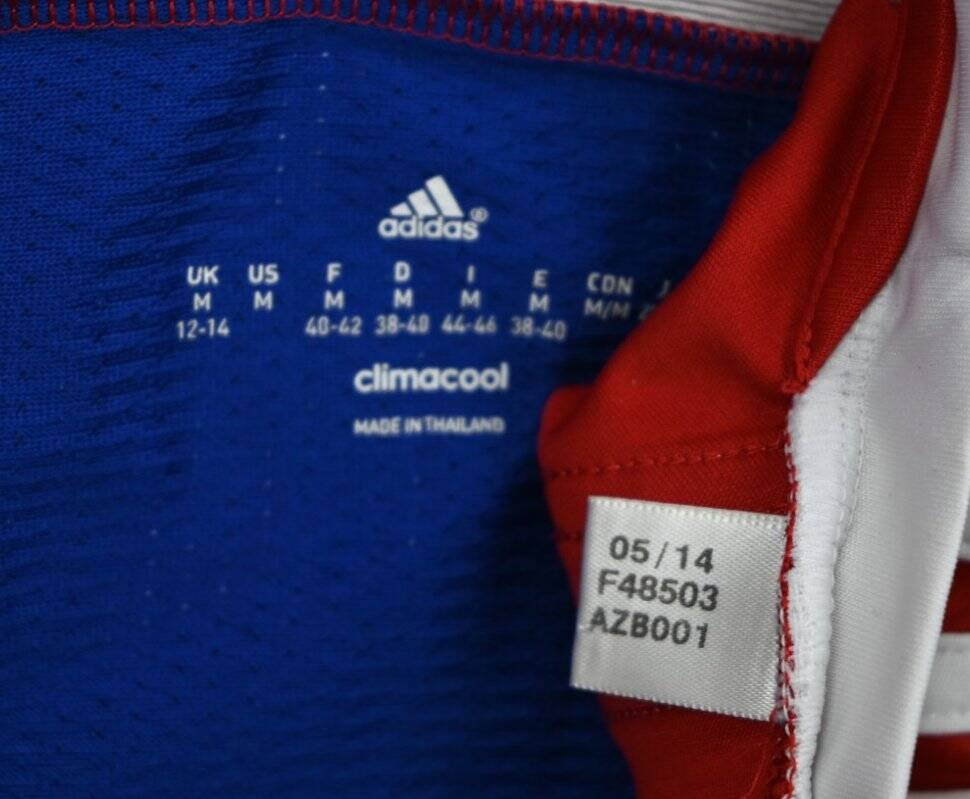 adidas®
UK US F D I E CDN J
M M M M M M M/M
12-14 40-42 38-40 44-46 38-40
climacool
MADE IN THAILAND
05/14
F48503
AZB001